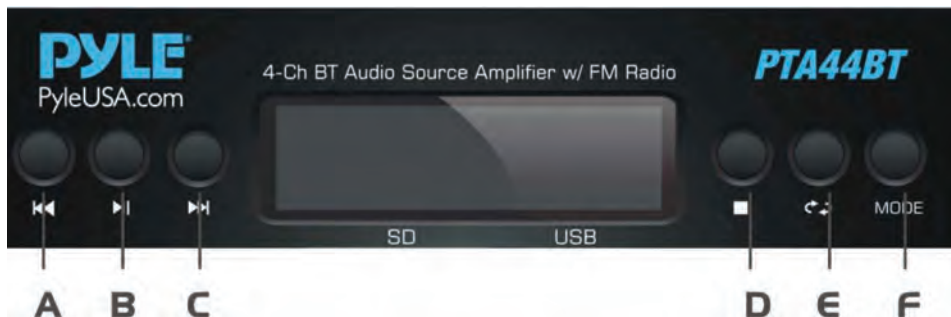 PYLE
PyleUSA.com
4-Ch BT Audio Source Amplifier w/ FM Radio
PTA44BT
MODE
SD USB
A B C D E F